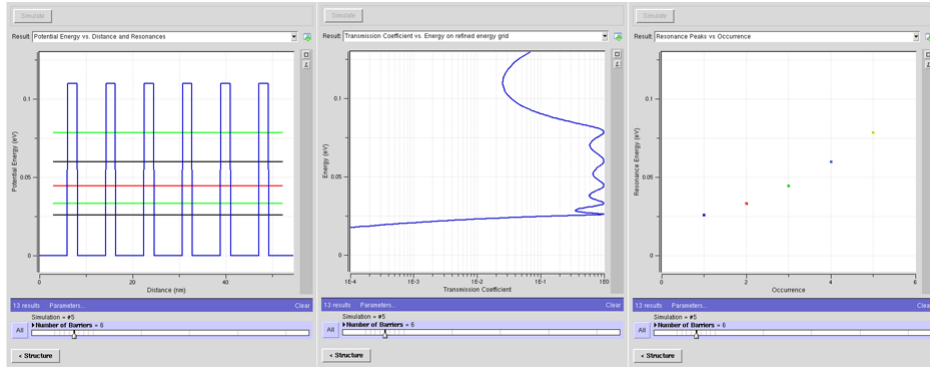 Simulate
Result: Potential Energy vs. Distance and Resonances
0.1
0.05
0
Potential Energy (eV)
0
20
40
Distance (nm)
13 results Parameters... Clear
Simulation = #5
All
Number of Barriers = 6
< Structure
Simulate
Result: Transmission Coefficient vs. Energy on refined energy grid
0.1
0.05
0
Energy (eV)
1E-4
1E-3
1E-2
1E-1
1E0
Transmission Coefficient
13 results Parameters... Clear
Simulation = #5
All
Number of Barriers = 6
< Structure
Simulate
Result: Resonance Peaks vs Occurrence
0.1
0.05
0
Resonance Energy (eV)
0
2
4
6
Occurrence
13 results Parameters... Clear
Simulation = #5
All
Number of Barriers = 6
< Structure